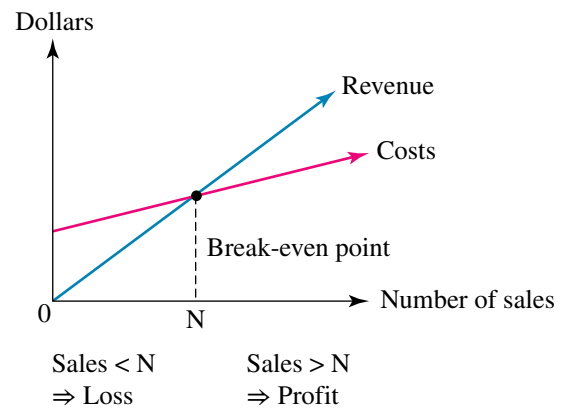 Dollars
Revenue
Costs
Break-even point
0
N
Number of sales
Sales < N
⇒ Loss
Sales > N
⇒ Profit